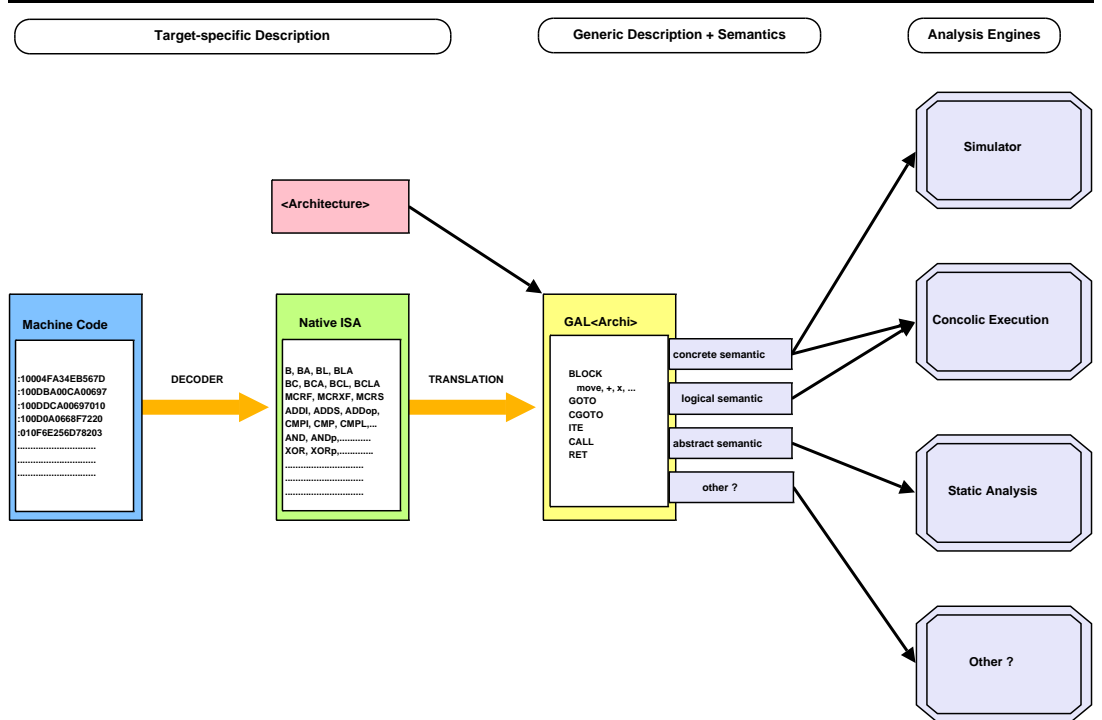 Target-specific Description
Generic Description + Semantics
Analysis Engines
Simulator
<Architecture>
Machine Code
:10004FA34EB567D
:100DBA00CA00697
:100DDCA00697010
:100D0A0668F7220
:010F6E256D78203
..............................
..............................
..............................
DECODER
Native ISA
B, BA, BL, BLA
BC, BCA, BCL, BCLA
MCRF, MCRXF, MCRS
ADDI, ADDS, ADDop,
CMPI, CMP, CMPL,...
AND, ANDp,............
XOR, XORp,.............
..............................
..............................
..............................
TRANSLATION
GAL<Archi>
BLOCK
move, +, x, ...
GOTO
CGOTO
ITE
CALL
RET
concrete semantic
logical semantic
abstract semantic
other ?
Concolic Execution
Static Analysis
Other ?